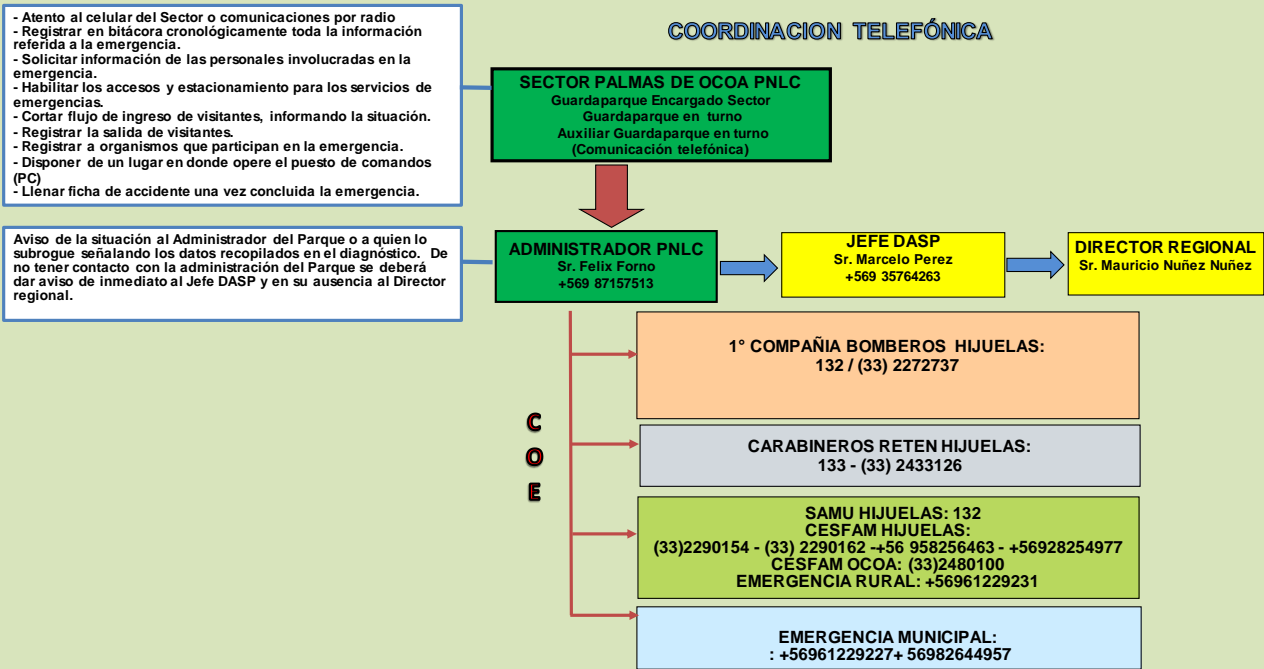 COORDINACION TELEFÓNICA
- Atento al celular del Sector o comunicaciones por radio
- Registrar en bitácora cronológicamente toda la información
referida a la emergencia.
- Solicitar información de las personales involucradas en la
emergencia.
- Habilitar los accesos y estacionamiento para los servicios de
emergencias.
- Cortar flujo de ingreso de visitantes, informando la situación.
- Registrar la salida de visitantes.
- Registrar a organismos que participan en la emergencia.
- Disponer de un lugar en donde opere el puesto de comandos
(PC)
- Llenar ficha de accidente una vez concluida la emergencia.
SECTOR PALMAS DE OCOA PNLC
Guardaparque Encargado Sector
Guardaparque en turno
Auxiliar Guardaparque en turno
(Comunicación telefónica)
Aviso de la situación al Administrador del Parque o a quien lo
subrogue señalando los datos recopilados en el diagnóstico. De
no tener contacto con la administración del Parque se deberá
dar aviso de inmediato al Jefe DASP y en su ausencia al Director
regional.
ADMINISTRADOR PNLC
Sr. Felix Forno
+569 87157513
JEFE DASP
Sr. Marcelo Perez
+569 35764263
DIRECTOR REGIONAL
Sr. Mauricio Nuñez Nuñez
C
O
E
1° COMPAÑIA BOMBEROS HIJUELAS:
132 / (33) 2272737
CARABINEROS RETEN HIJUELAS:
133 - (33) 2433126
SAMU HIJUELAS: 132
CESFAM HIJUELAS:
(33)2290154 - (33) 2290162 -+56 958256463 - +56928254977
CESFAM OCOA: (33)2480100
EMERGENCIA RURAL: +56961229231
EMERGENCIA MUNICIPAL:
: +56961229227+ 56982644957